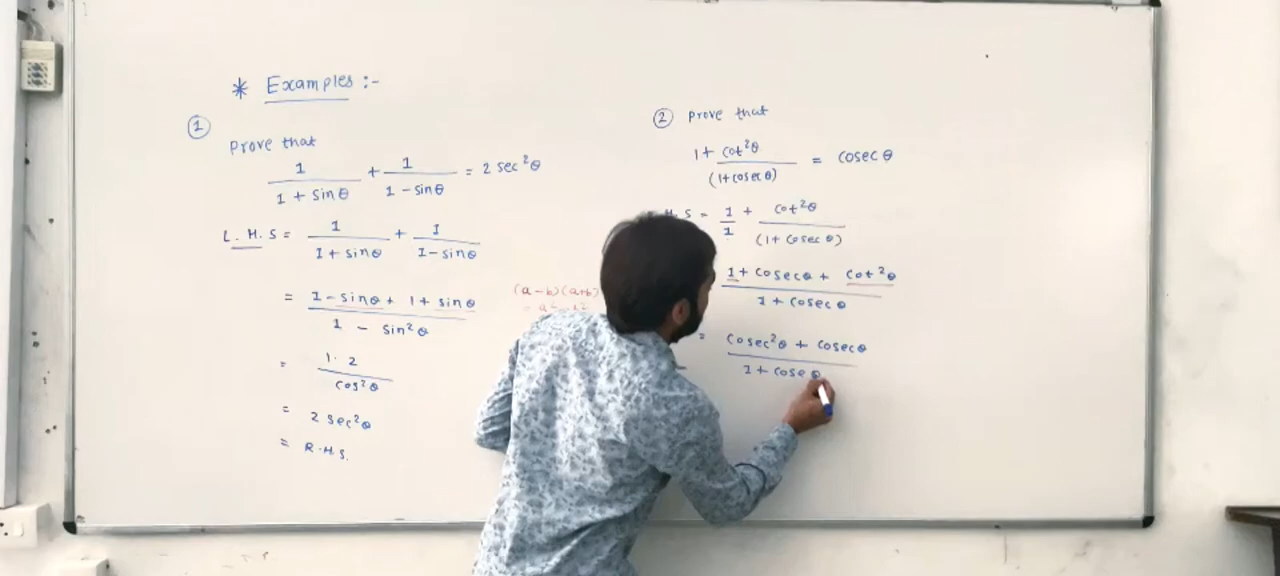 * Examples :-
①
Prove that
1/(1 + sinθ) + 1/(1 - sinθ) = 2 sec²θ
L.H.S = 1/(1 + sinθ) + 1/(1 - sinθ)
= (1 - sinθ + 1 + sinθ)/(1 - sin²θ)
= 1·2/cos²θ
= 2 sec²θ
= R.H.S.
(a-b)(a+b)
② Prove that
1 + cot²θ/(1+cosecθ) = cosecθ
.S = 1/1 + cot²θ/(1+cosecθ)
(1 + cosecθ + cot²θ)/(1 + cosecθ)
= (cosec²θ + cosecθ)/(1 + coseθ)